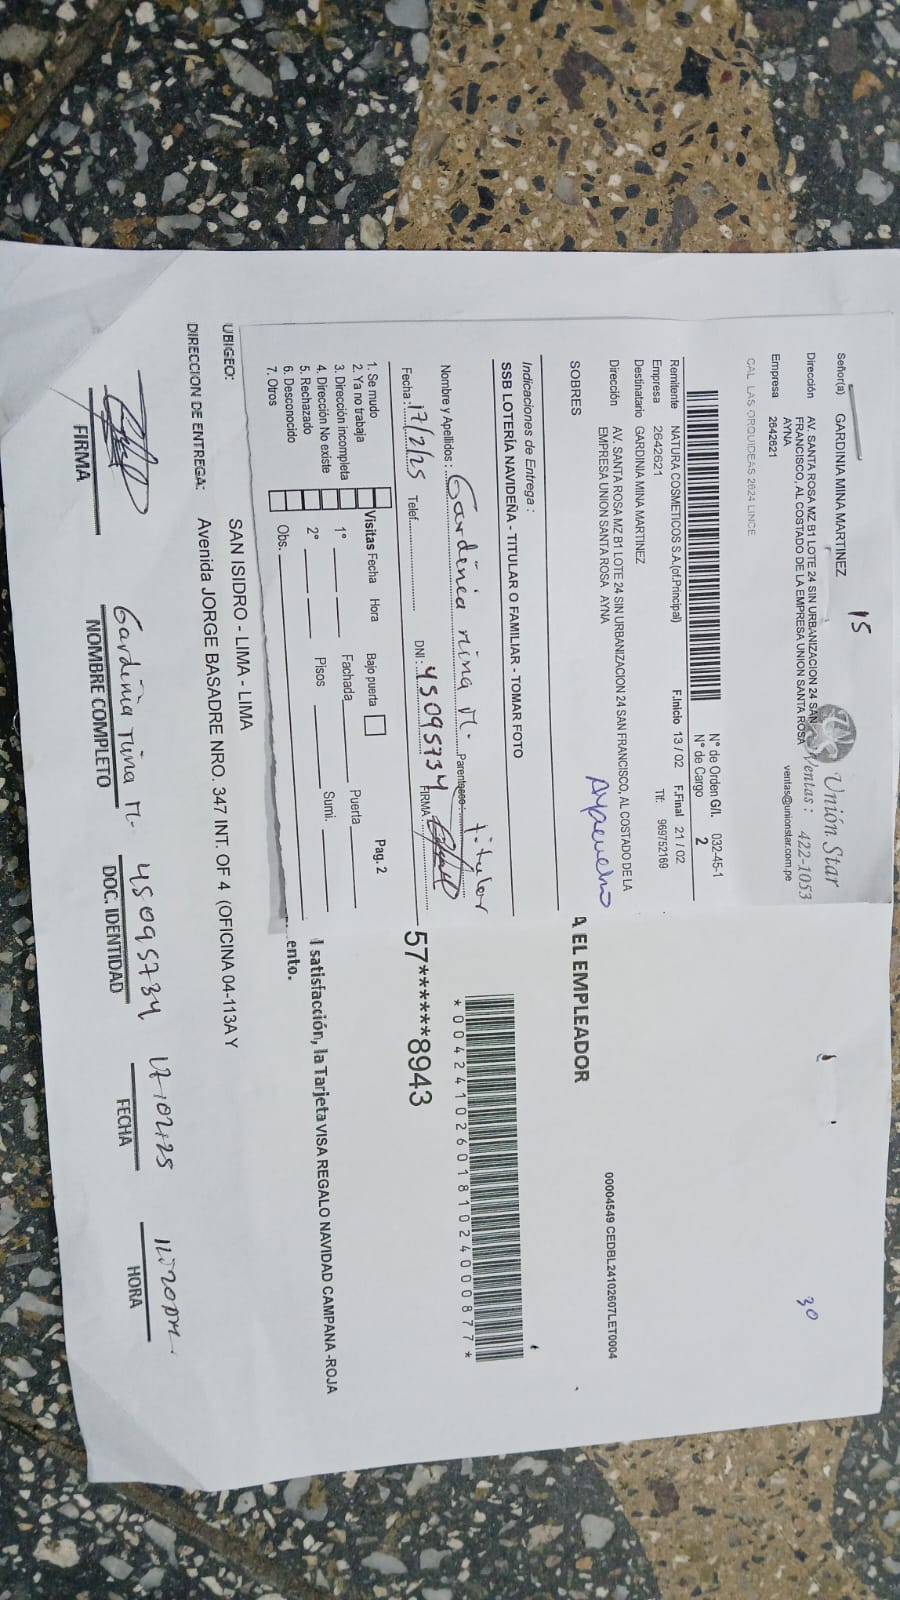 15
30
Unión Star
Ventas : 422-1053
ventas@unionstar.com.pe
Señor(a) GARDINIA MINA MARTINEZ
Dirección AV. SANTA ROSA MZ B1 LOTE 24 SIN URBANIZACION 24 SAN
FRANCISCO, AL COSTADO DE LA EMPRESA UNION SANTA ROSA
AYNA
Empresa 2642621
CAL LAS ORQUIDEAS 2624 LINCE
N° de Orden G/l. 032-45-1
N° de Cargo 2
Remitente NATURA COSMETICOS S.A.(of.Principal) F.Inicio 13 / 02 F.Final 21 / 02
Empresa 2642621 Tlf: 969752169
Destinatario GARDINIA MINA MARTINEZ
Dirección AV. SANTA ROSA MZ B1 LOTE 24 SIN URBANIZACION 24 SAN FRANCISCO, AL COSTADO DE LA
EMPRESA UNION SANTA ROSA AYNA
SOBRES
00004549 CEDBL24102607LET0004
A EL EMPLEADOR
Indicaciones de Entrega :
SSB LOTERÍA NAVIDEÑA - TITULAR O FAMILIAR - TOMAR FOTO
*004241026018102400087 7*
Nombre y Apellidos : Parentesco : titular
Fecha : 17/2/25 Telef. DNI : 45095734 FIRMA :
57******8943
1. Se mudo
2. Ya no trabaja
3. Dirección incompleta
4. Dirección No existe
5. Rechazado
6. Desconocido
7. Otros
Visitas Fecha Hora Bajo puerta Pag. 2
1° Fachada Puerta
2° Pisos Sumi.
Obs.
satisfacción, la Tarjeta VISA REGALO NAVIDAD CAMPANA -ROJA
ento.
UBIGEO: SAN ISIDRO - LIMA - LIMA
DIRECCION DE ENTREGA: Avenida JORGE BASADRE NRO. 347 INT. OF 4 (OFICINA 04-113A Y
45095734
FIRMA NOMBRE COMPLETO DOC. IDENTIDAD FECHA HORA